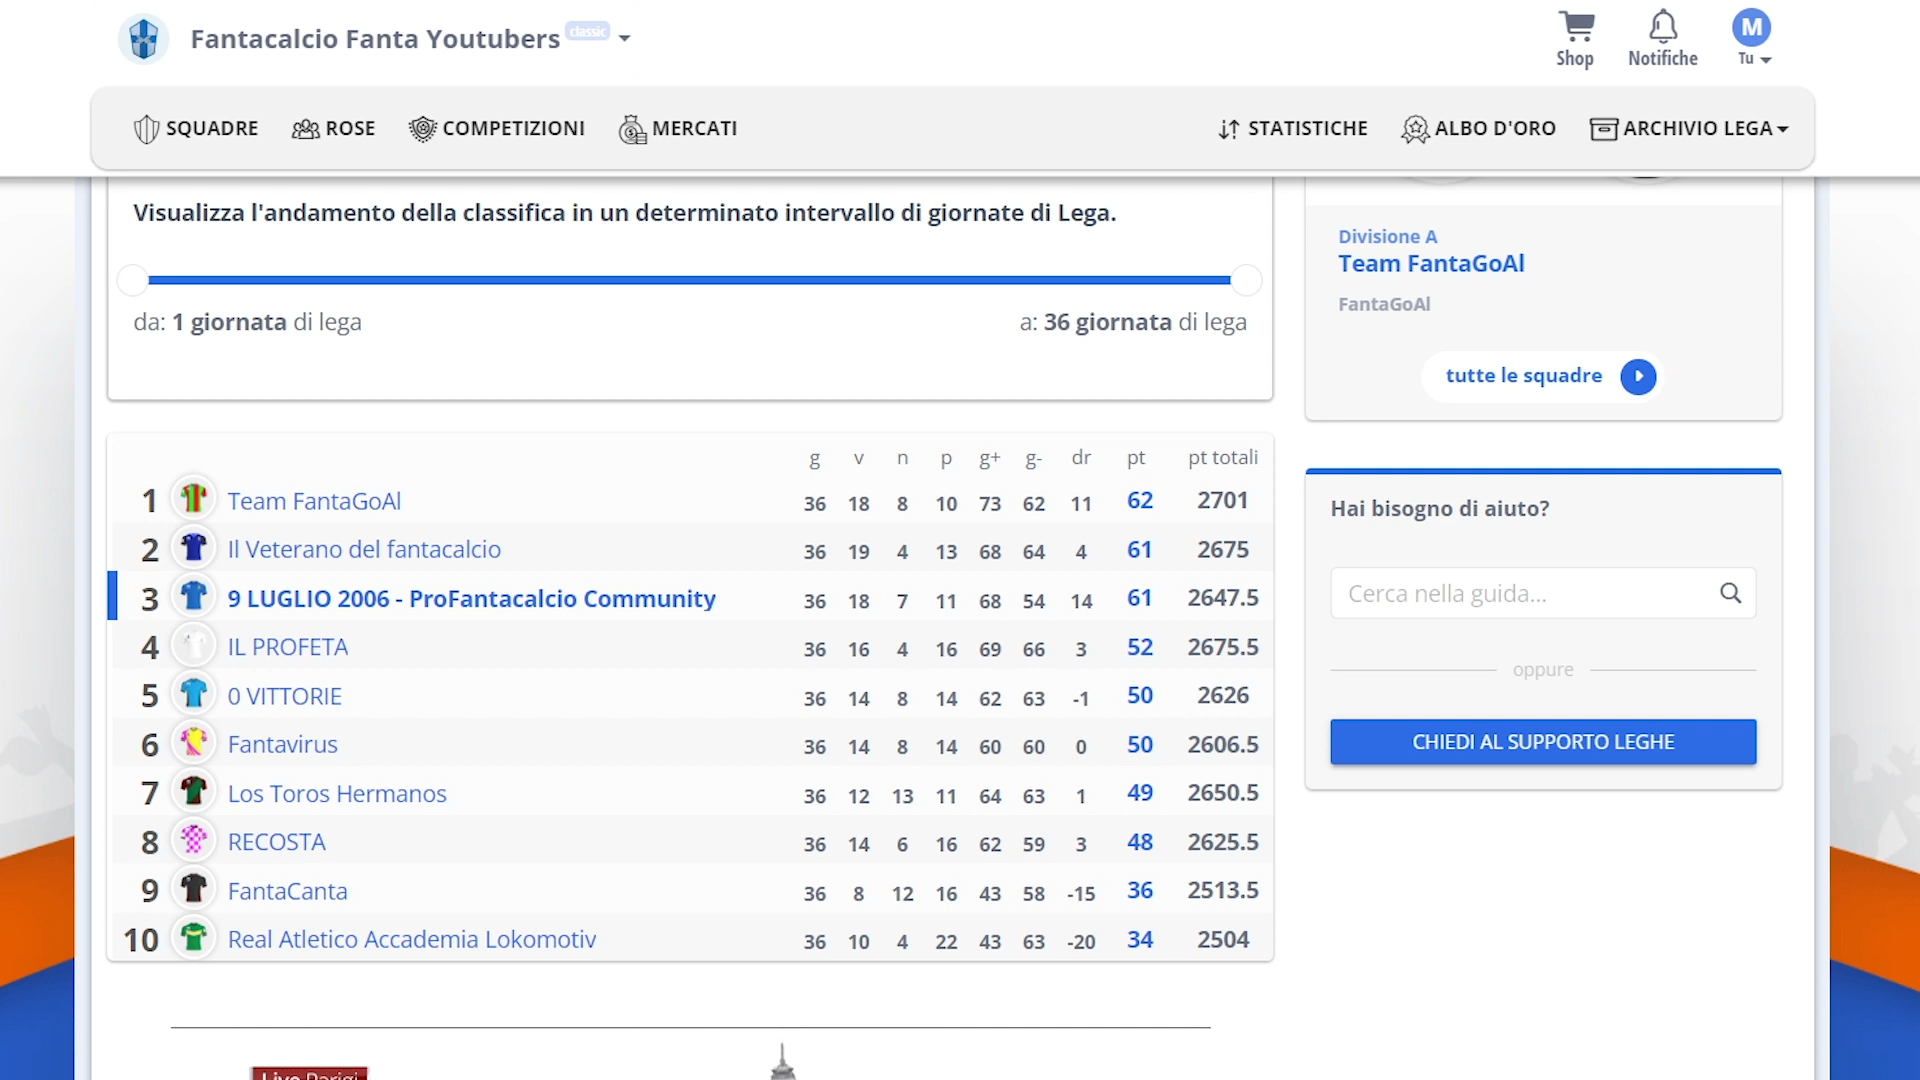 Fantacalcio Fanta Youtubers classic
Shop
Notifiche
M
Tu
SQUADRE ROSE COMPETIZIONI MERCATI STATISTICHE ALBO D'ORO ARCHIVIO LEGA
Visualizza l'andamento della classifica in un determinato intervallo di giornate di Lega.
da: 1 giornata di lega
a: 36 giornata di lega
Divisione A
Team FantaGoAl
FantaGoAl
tutte le squadre
g v n p g+ g- dr pt pt totali
1 Team FantaGoAl 36 18 8 10 73 62 11 62 2701
2 Il Veterano del fantacalcio 36 19 4 13 68 64 4 61 2675
3 9 LUGLIO 2006 - ProFantacalcio Community 36 18 7 11 68 54 14 61 2647.5
4 IL PROFETA 36 16 4 16 69 66 3 52 2675.5
5 0 VITTORIE 36 14 8 14 62 63 -1 50 2626
6 Fantavirus 36 14 8 14 60 60 0 50 2606.5
7 Los Toros Hermanos 36 12 13 11 64 63 1 49 2650.5
8 RECOSTA 36 14 6 16 62 59 3 48 2625.5
9 FantaCanta 36 8 12 16 43 58 -15 36 2513.5
10 Real Atletico Accademia Lokomotiv 36 10 4 22 43 63 -20 34 2504
Hai bisogno di aiuto?
Cerca nella guida...
oppure
CHIEDI AL SUPPORTO LEGHE
Live Parigi